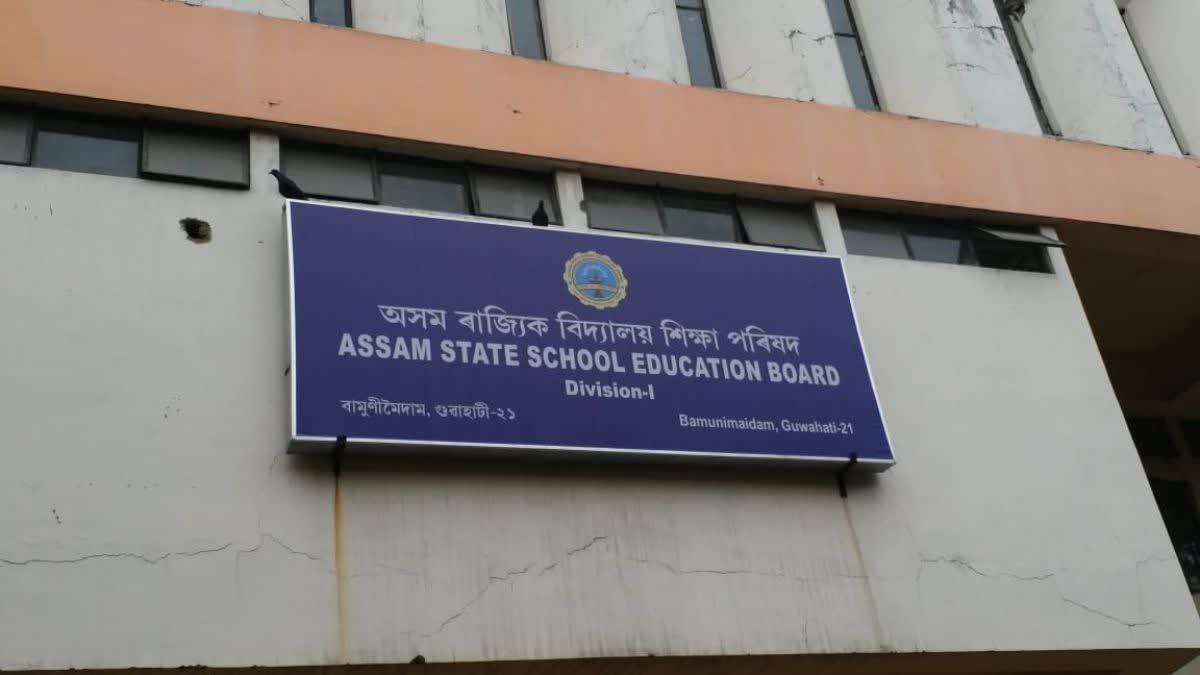 অসম ৰাজ্যিক বিদ্যালয় শিক্ষা পৰিষদ
ASSAM STATE SCHOOL EDUCATION BOARD
Division-I
বামুণীমৈদাম, গুৱাহাটী-২১
Bamunimaidam, Guwahati-21